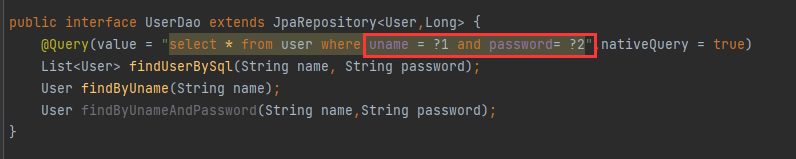 public interface UserDao extends JpaRepository<User,Long> {
@Query(value = "select * from user where uname = ?1 and password= ?2",nativeQuery = true)
List<User> findUserBySql(String name, String password);
User findByUname(String name);
User findByUnameAndPassword(String name,String password);
}